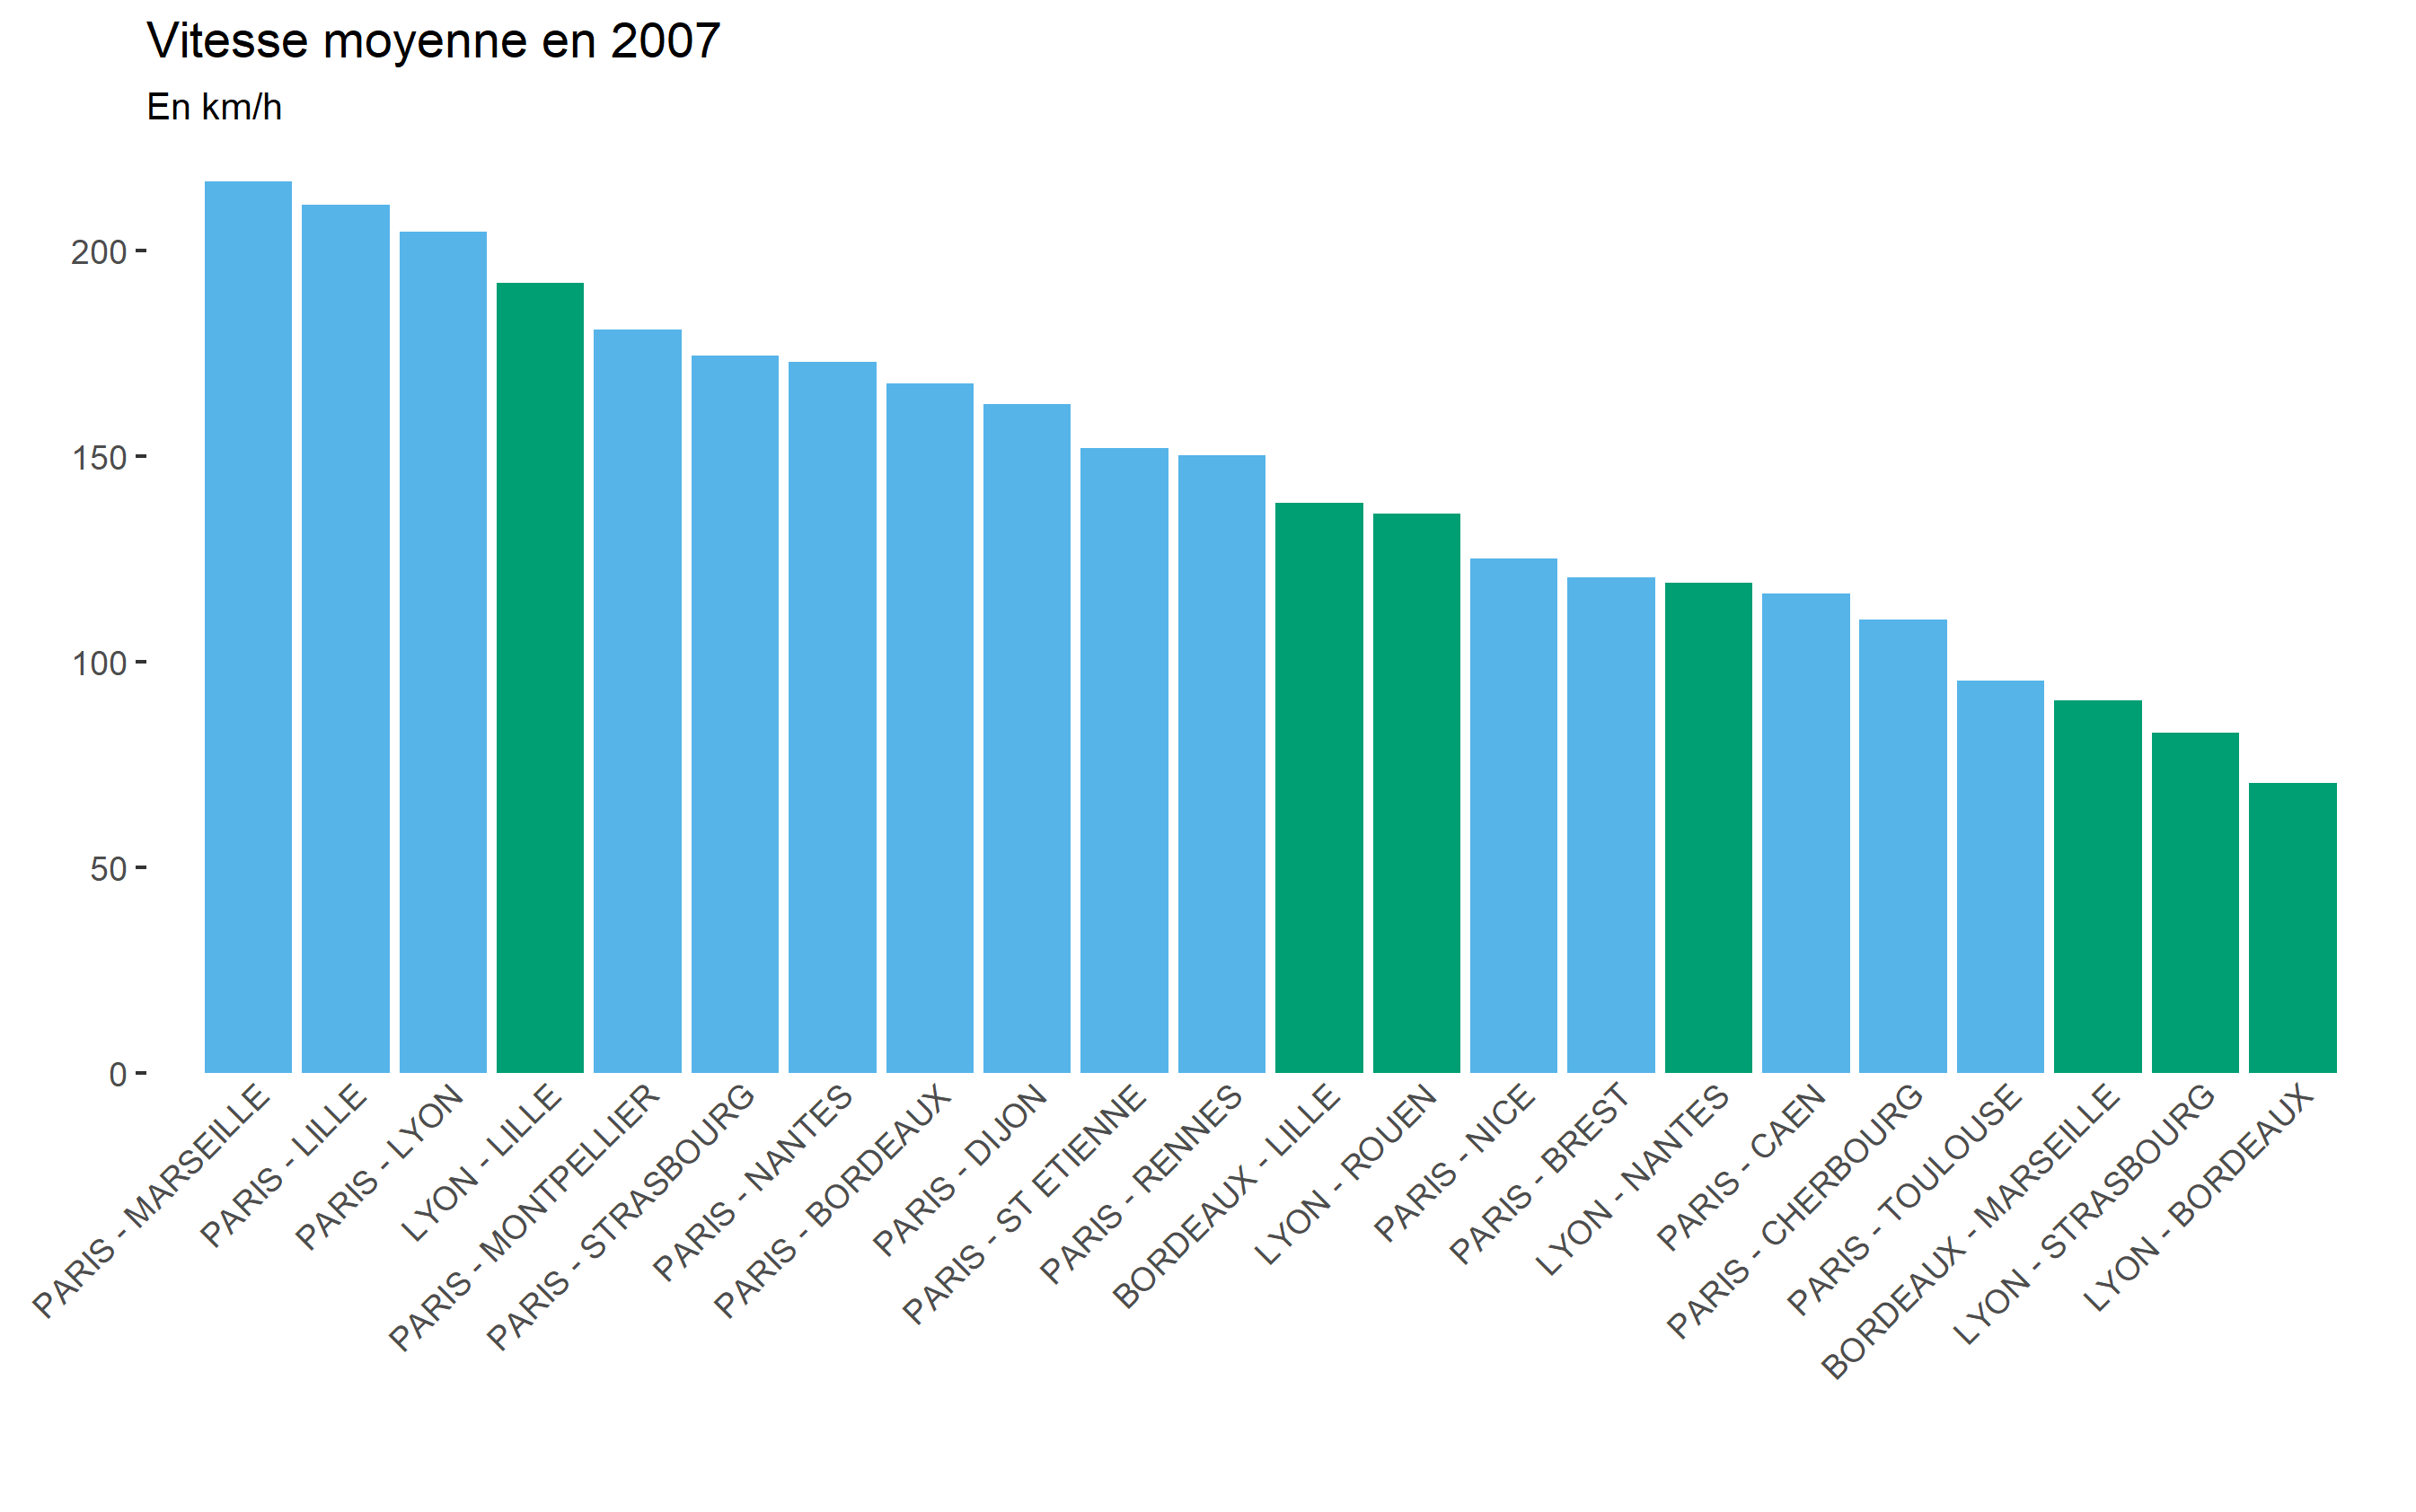 Vitesse moyenne en 2007
En km/h
200
150
100
50
0
PARIS - MARSEILLE
PARIS - LILLE
PARIS - LYON
LYON - LILLE
PARIS - MONTPELLIER
PARIS - STRASBOURG
PARIS - NANTES
PARIS - BORDEAUX
PARIS - DIJON
PARIS - ST ETIENNE
PARIS - RENNES
BORDEAUX - LILLE
LYON - ROUEN
PARIS - NICE
PARIS - BREST
LYON - NANTES
PARIS - CAEN
PARIS - CHERBOURG
PARIS - TOULOUSE
BORDEAUX - MARSEILLE
LYON - STRASBOURG
LYON - BORDEAUX